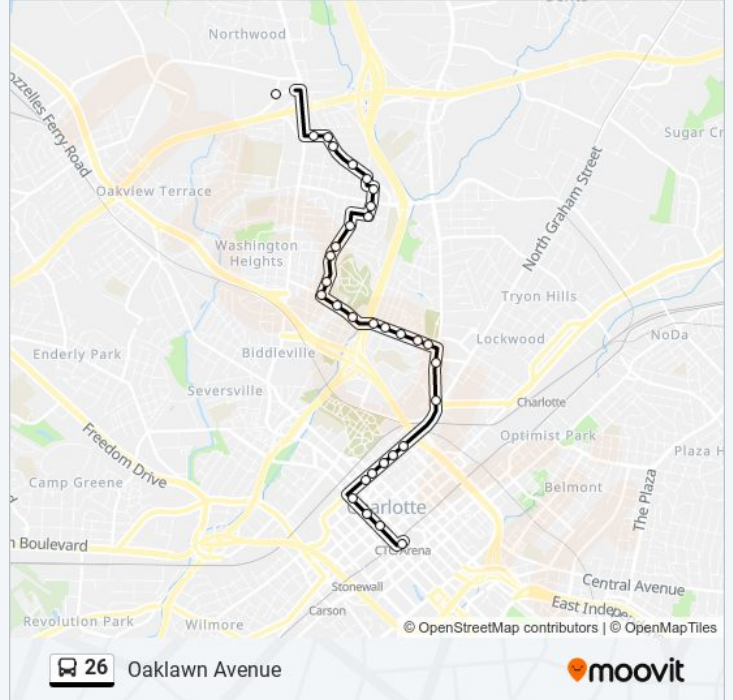 Northwood
ozzelles Ferry Road
Sugar Cr
Oakview Terrace
North Graham Street
Washington
Heights
Tryon Hills
Enderly Park
Biddleville
Lockwood
NoDa
Seversville
Charlotte
Freedom Drive
Optimist Park
Plaza H
Camp Greene
Belmont
The Plaza
Charlotte
n Boulevard
CTC Arena
Stonewall
Central Avenue
Carson
East Indepe
Revolution Park
Wilmore
© OpenStreetMap contributors | © OpenMapTiles
26 Oaklawn Avenue
moovit